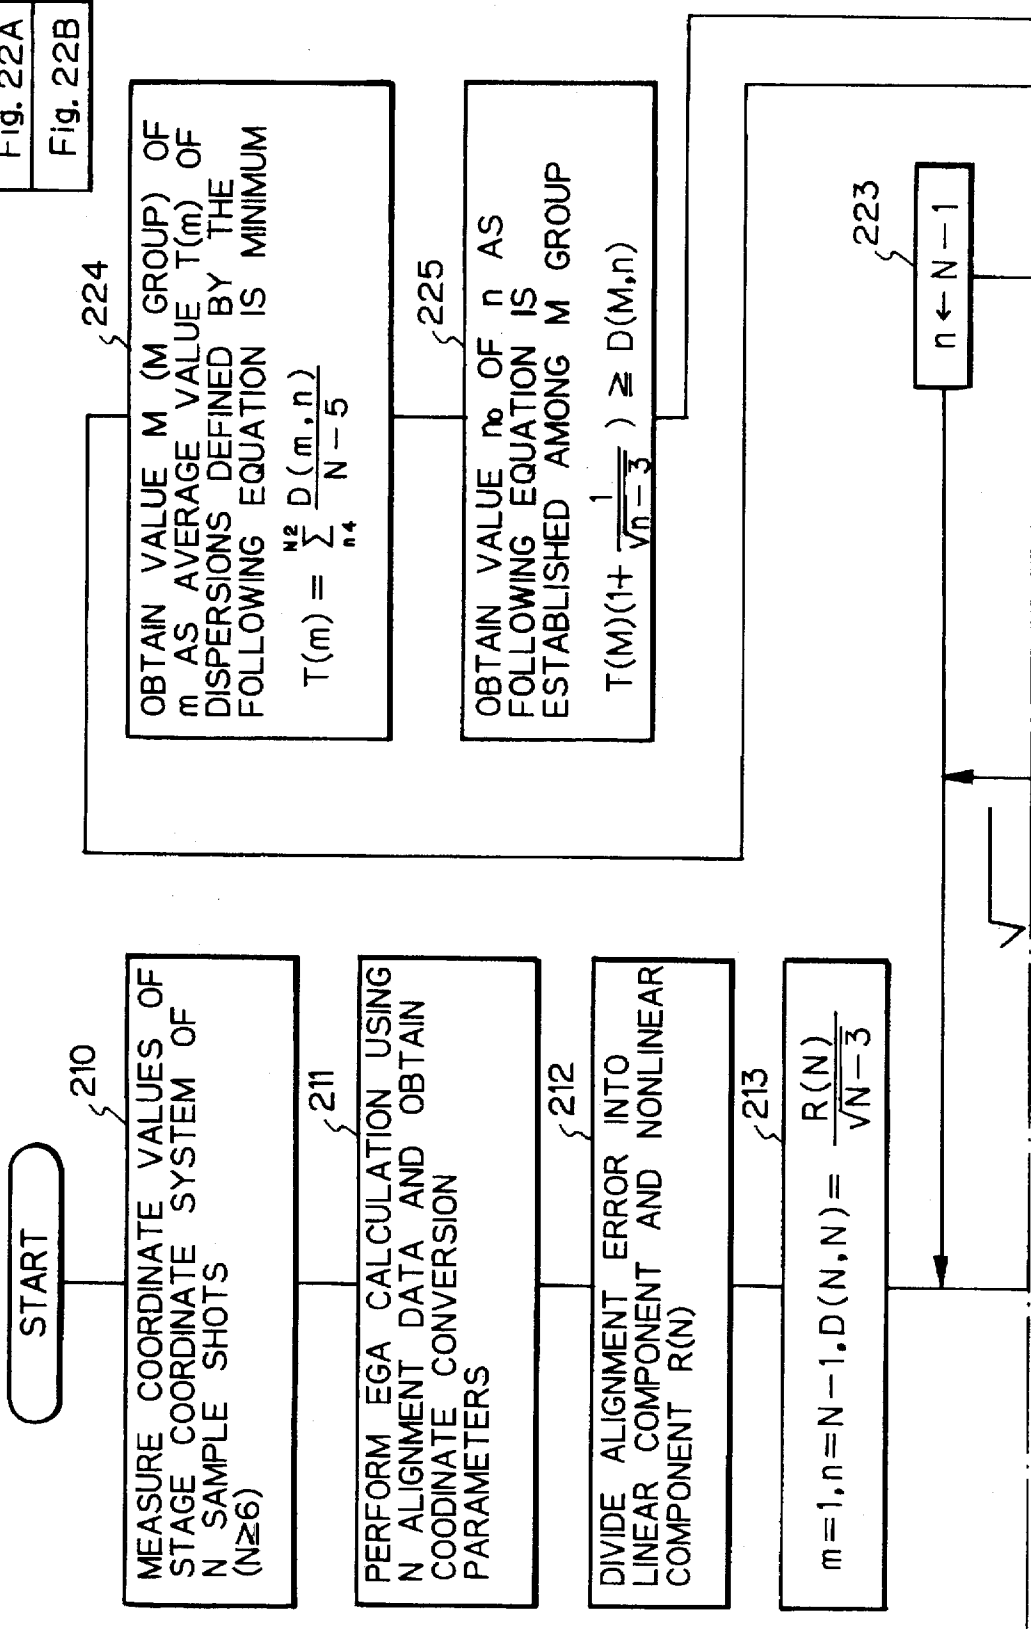 Fig. 22A
Fig. 22B
START
210
MEASURE COORDINATE VALUES OF
STAGE COORDINATE SYSTEM OF
N SAMPLE SHOTS
(N≥6)
211
PERFORM EGA CALCULATION USING
N ALIGNMENT DATA AND OBTAIN
COODINATE CONVERSION
PARAMETERS
212
DIVIDE ALIGNMENT ERROR INTO
LINEAR COMPONENT AND NONLINEAR
COMPONENT R(N)
213
m=1,n=N-1.D(N,N)= R(N)/√N-3
224
OBTAIN VALUE M (M GROUP) OF
m AS AVERAGE VALUE T(m) OF
DISPERSIONS DEFINED BY THE
FOLLOWING EQUATION IS MINIMUM
T(m) = N2 Σ n4 D(m,n)/N-5
225
OBTAIN VALUE no OF n AS
FOLLOWING EQUATION IS
ESTABLISHED AMONG M GROUP
T(M)(1+ 1/√n-3 ) ≥ D(M,n)
223
n ← N-1